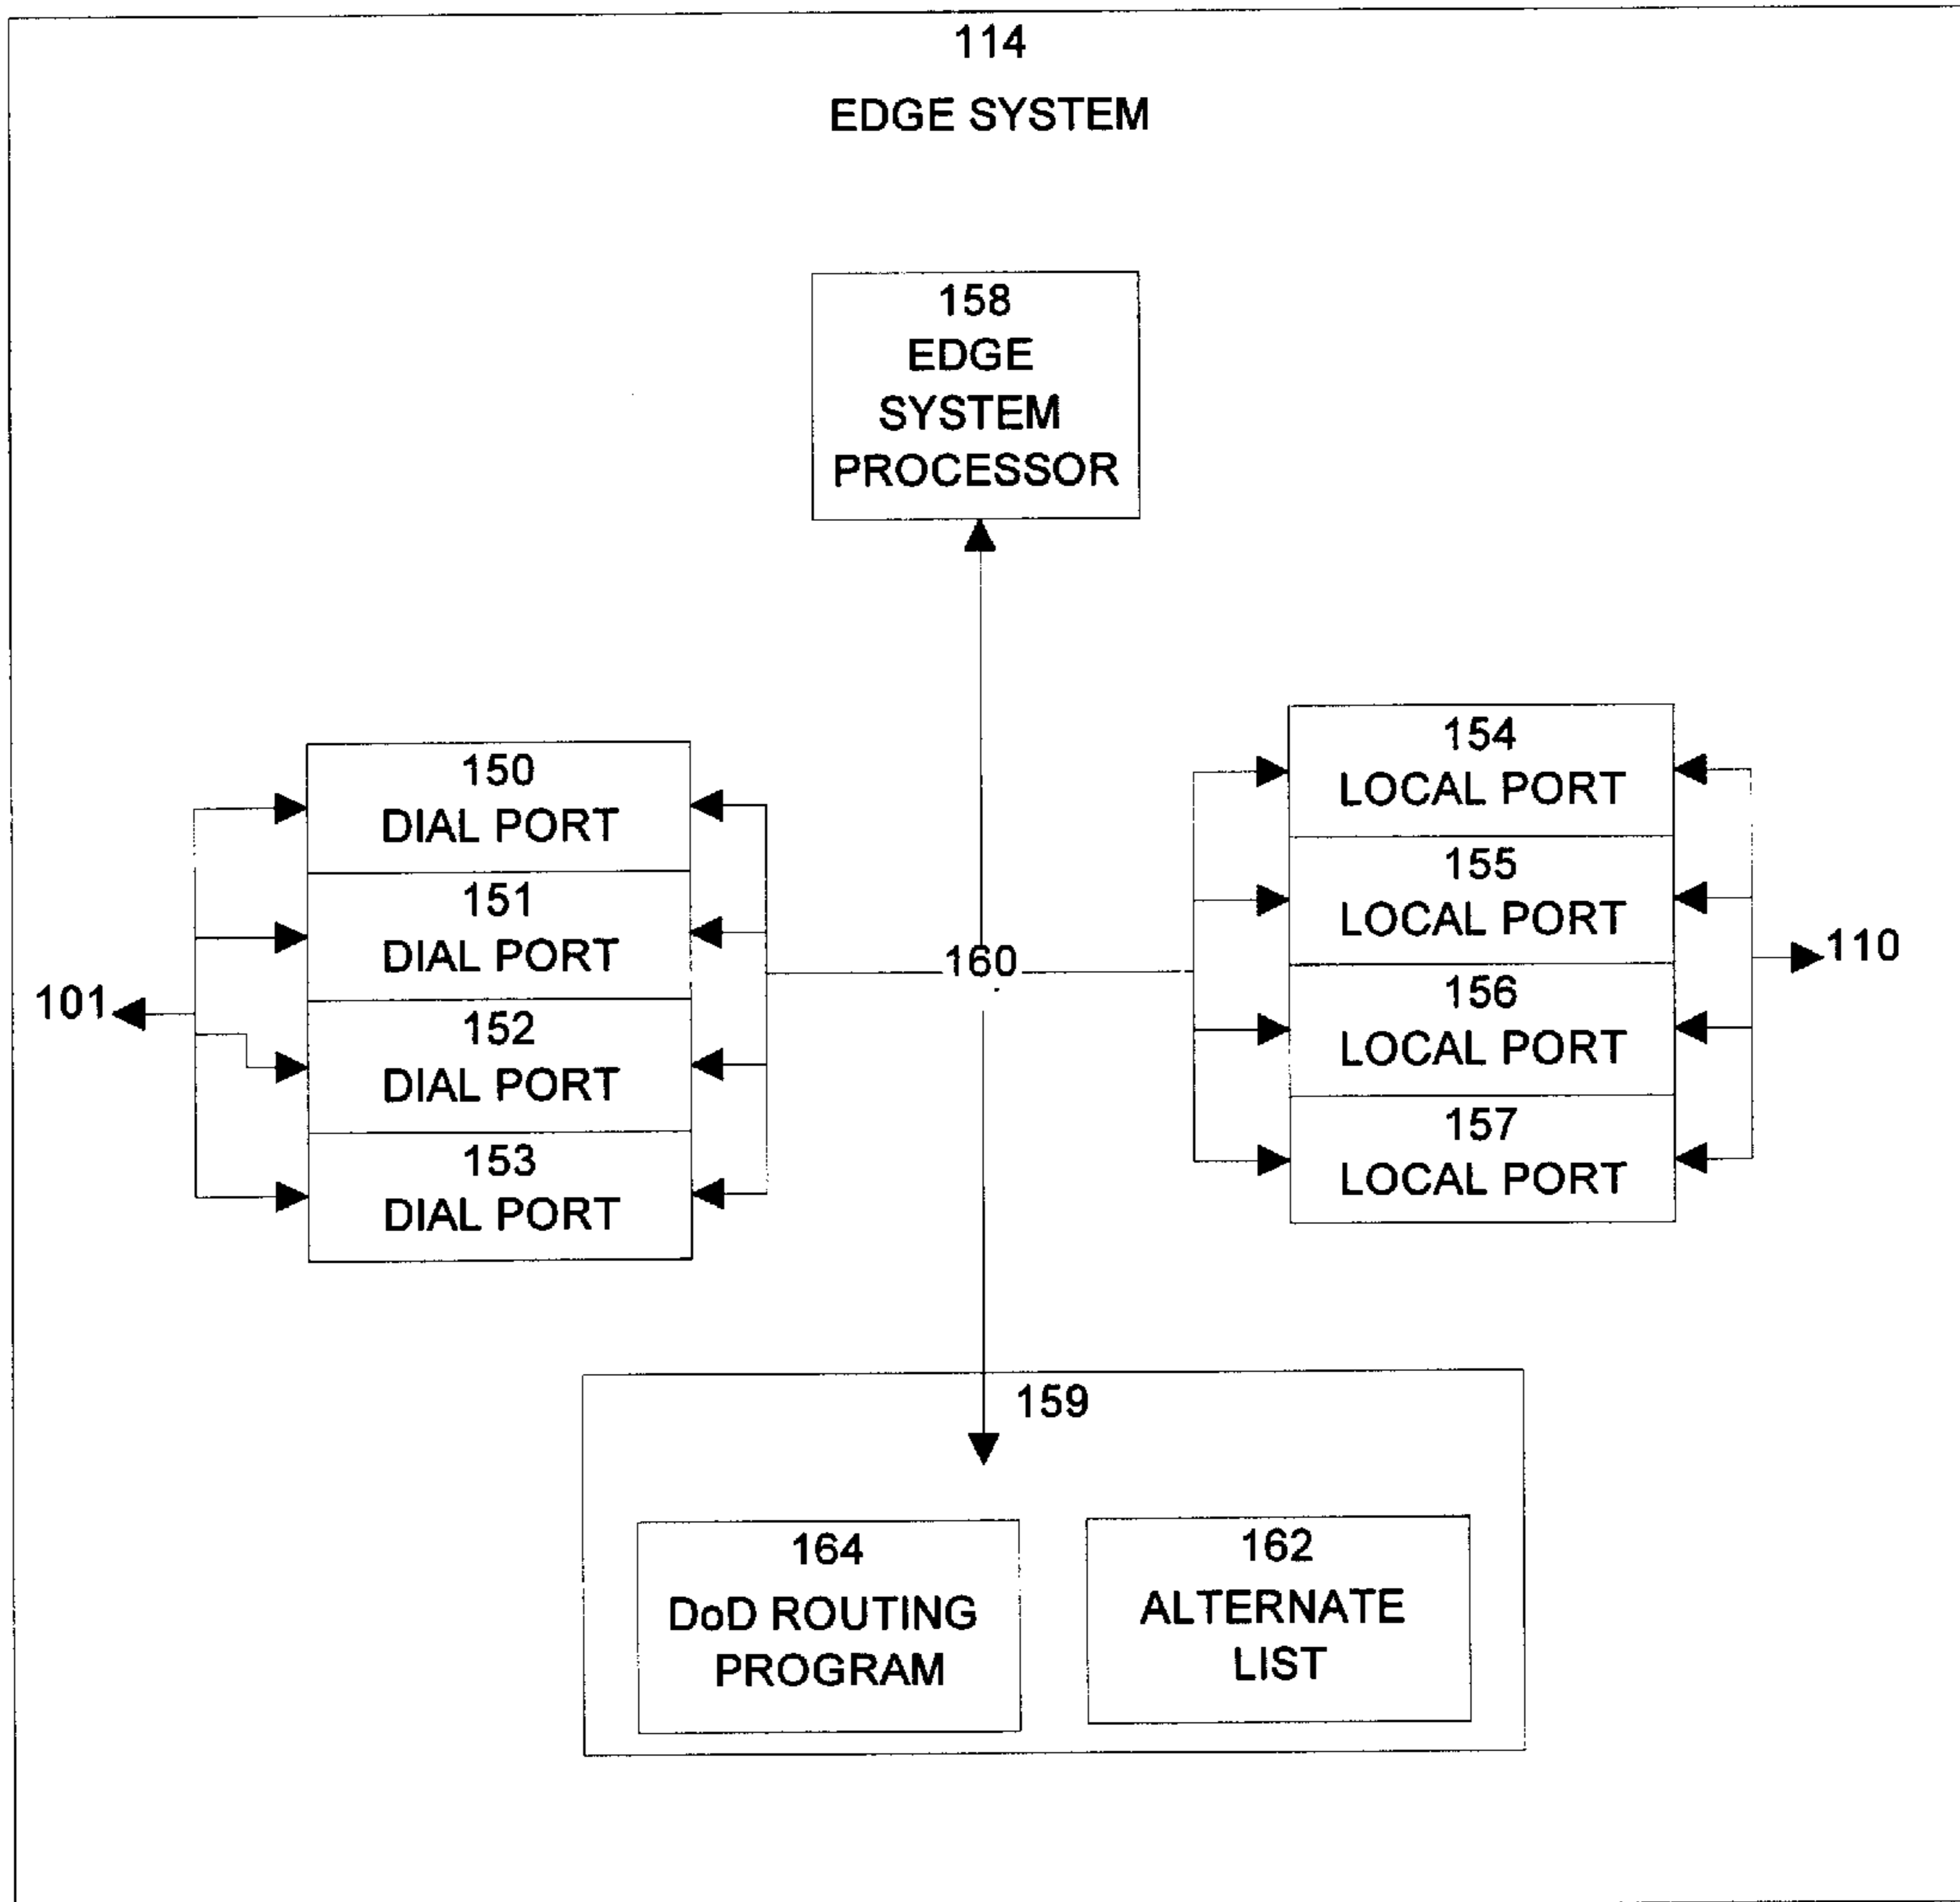 114
EDGE SYSTEM
158
EDGE
SYSTEM
PROCESSOR
150
DIAL PORT
151
DIAL PORT
152
DIAL PORT
153
DIAL PORT
101
160
154
LOCAL PORT
155
LOCAL PORT
156
LOCAL PORT
157
LOCAL PORT
110
159
164
DoD ROUTING
PROGRAM
162
ALTERNATE
LIST